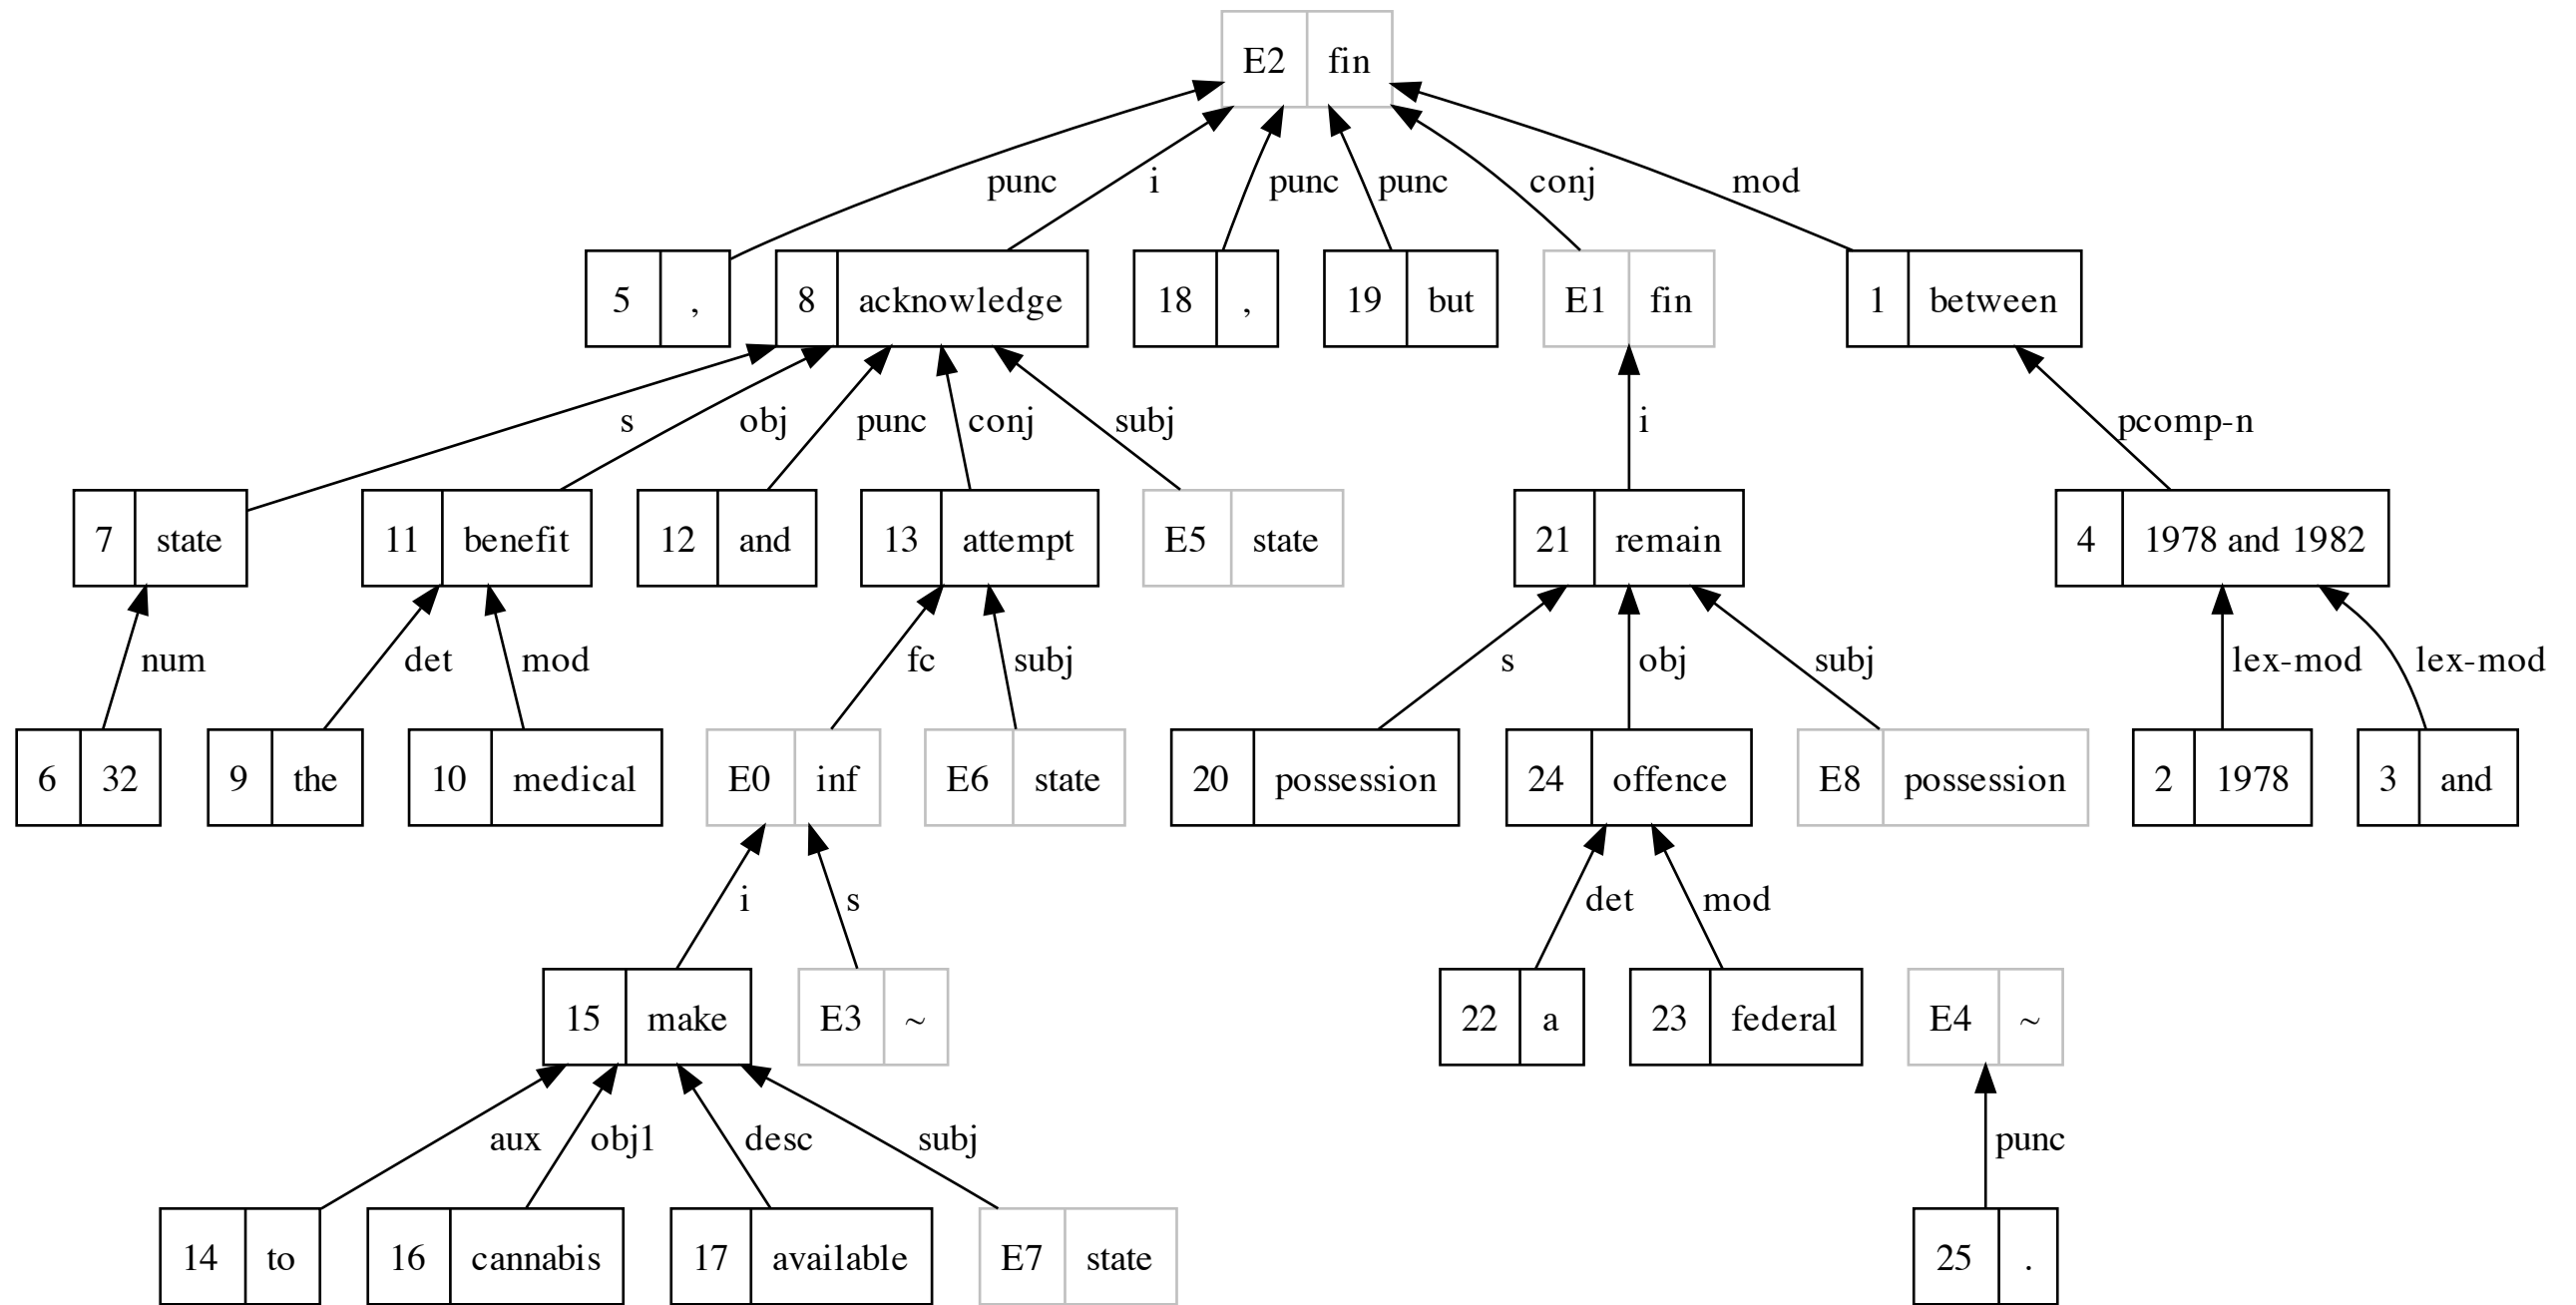 E2 fin
punc i punc punc conj mod
5 , 8 acknowledge 18 , 19 but E1 fin 1 between
s obj punc conj subj i pcomp-n
7 state 11 benefit 12 and 13 attempt E5 state 21 remain 4 1978 and 1982
num det mod fc subj s obj subj lex-mod lex-mod
6 32 9 the 10 medical E0 inf E6 state 20 possession 24 offence E8 possession 2 1978 3 and
i s det mod
15 make E3 ~ 22 a 23 federal E4 ~
aux obj1 desc subj punc
14 to 16 cannabis 17 available E7 state 25 .